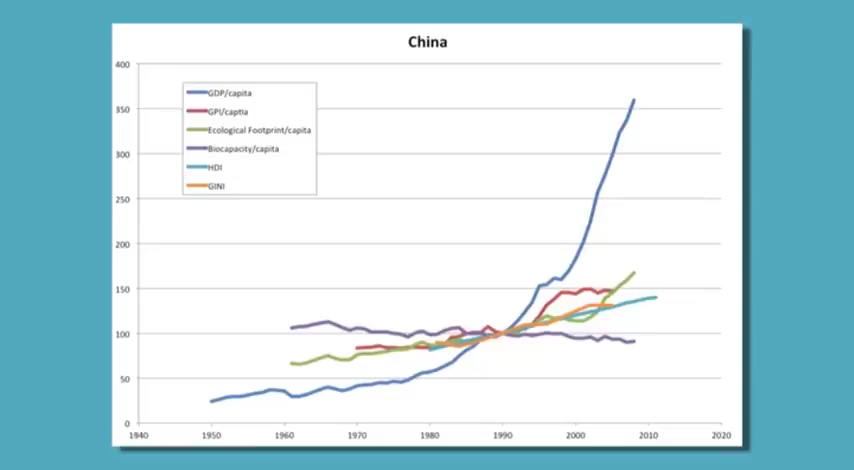 China
400
350
300
250
200
150
100
50
0
GDP/capita
GPI/captia
Ecological Footprint/capita
Biocapacity/capita
HDI
GINI
1940 1950 1960 1970 1980 1990 2000 2010 2020